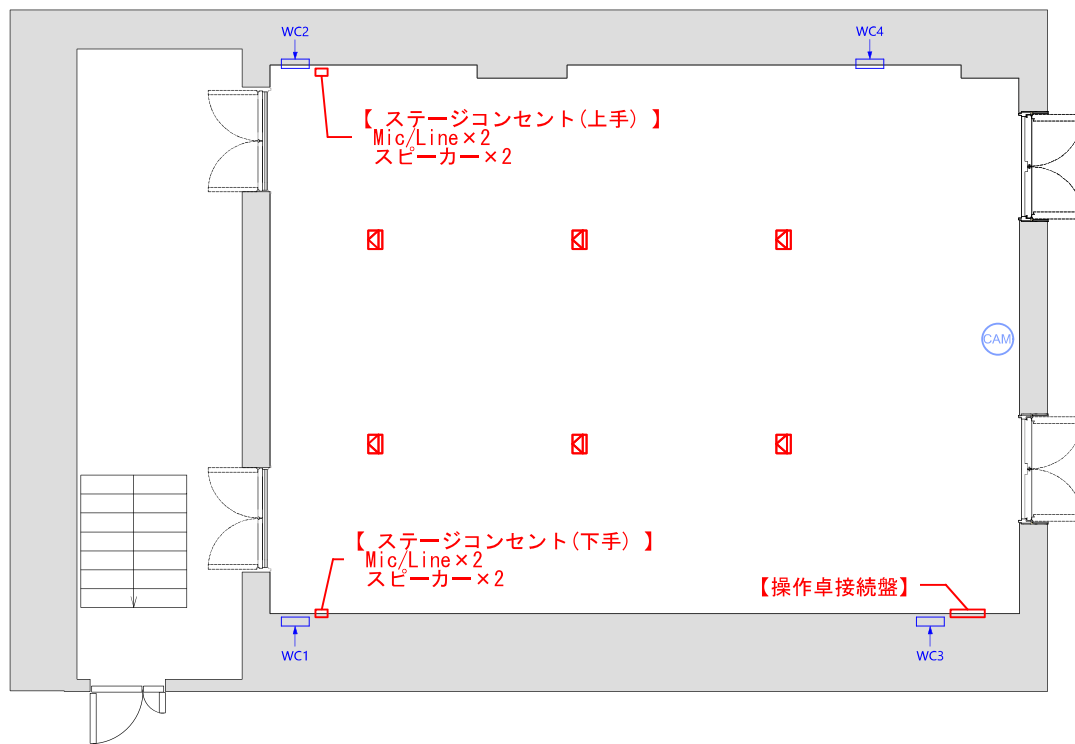 WC2
WC4
【 ステージコンセント(上手) 】
Mic/Line×2
スピーカー×2
CAM
【 ステージコンセント(下手) 】
Mic/Line×2
スピーカー×2
【操作卓接続盤】
WC1
WC3